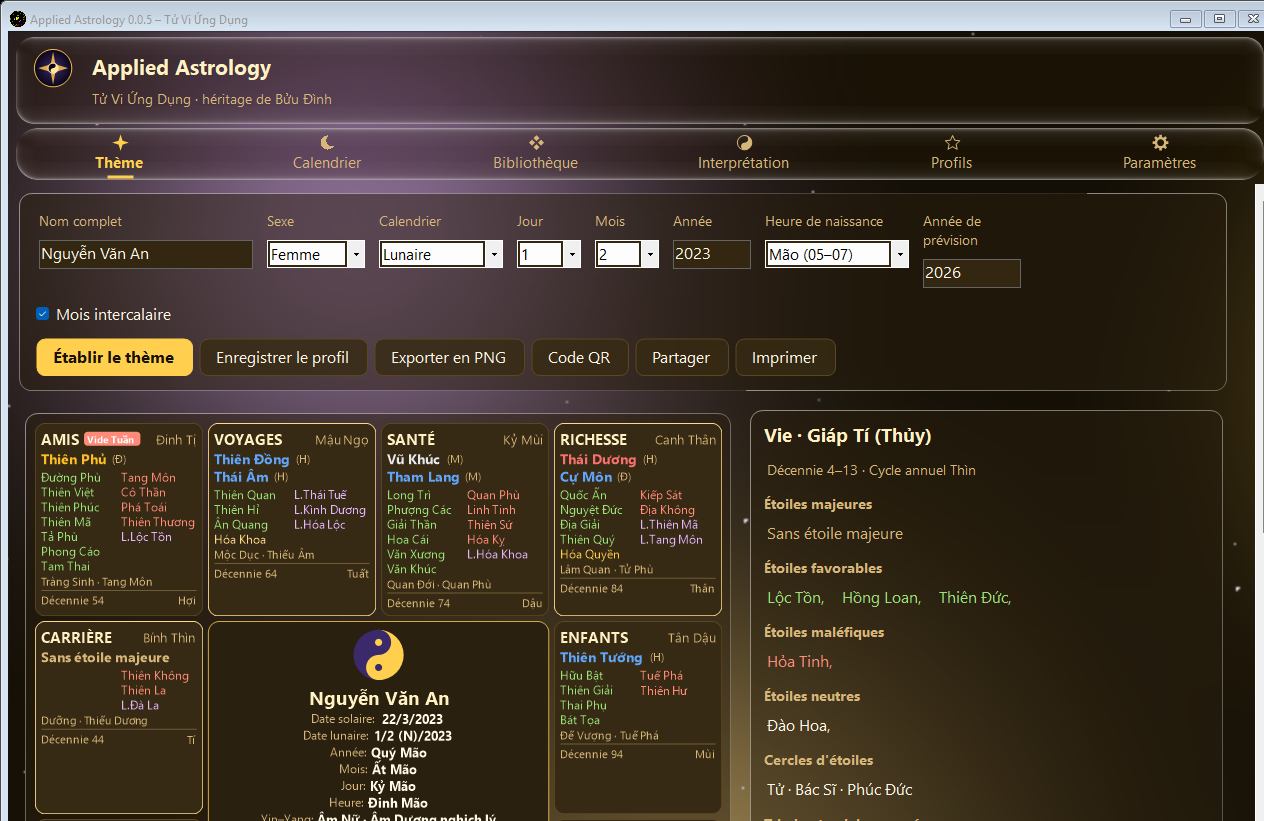 Applied Astrology 0.0.5 – Tử Vi Ứng Dụng
Applied Astrology
Tử Vi Ứng Dụng · héritage de Bửu Đình
Thème
Calendrier
Bibliothèque
Interprétation
Profils
Paramètres
Nom complet
Sexe
Calendrier
Jour
Mois
Année
Heure de naissance
Année de prévision
Nguyễn Văn An
Femme
Lunaire
1
2
2023
Mão (05–07)
2026
Mois intercalaire
Établir le thème
Enregistrer le profil
Exporter en PNG
Code QR
Partager
Imprimer
AMIS Vide Tuần Đinh Tị
Thiên Phủ (Đ)
Đường Phù Tang Môn
Thiên Việt Cô Thần
Thiên Phúc Phá Toái
Thiên Mã Thiên Thương
Tả Phù L.Lộc Tồn
Phong Cáo
Tam Thai
Tràng Sinh · Tang Môn
Décennie 54 Hợi
VOYAGES Mậu Ngọ
Thiên Đồng (H)
Thái Âm (H)
Thiên Quan L.Thái Tuế
Thiên Hỉ L.Kình Dương
Ân Quang L.Hóa Lộc
Hóa Khoa
Mộc Dục · Thiếu Âm
Décennie 64 Tuất
SANTÉ Kỷ Mùi
Vũ Khúc (M)
Tham Lang (M)
Long Trì Quan Phù
Phượng Các Linh Tinh
Giải Thần Thiên Sứ
Hoa Cái Hóa Kỵ
Văn Xương L.Hóa Khoa
Văn Khúc
Quan Đới · Quan Phù
Décennie 74 Dậu
RICHESSE Canh Thân
Thái Dương (H)
Cự Môn (Đ)
Quốc Ấn Kiếp Sát
Nguyệt Đức Địa Không
Địa Giải L.Thiên Mã
Thiên Quý L.Tang Môn
Hóa Quyền
Lâm Quan · Tử Phù
Décennie 84 Thân
CARRIÈRE Bính Thìn
Sans étoile majeure
Thiên Không
Thiên La
L.Đà La
Dưỡng · Thiếu Dương
Décennie 44 Tí
Nguyễn Văn An
Date solaire: 22/3/2023
Date lunaire: 1/2 (N)/2023
Année: Quý Mão
Mois: Ất Mão
Jour: Kỷ Mão
Heure: Đinh Mão
Yin–Yang: Âm Nữ · Âm Dương nghịch lý
ENFANTS Tân Dậu
Thiên Tướng (H)
Hữu Bật Tuế Phá
Thiên Giải Thiên Hư
Thai Phụ
Bát Tọa
Đế Vượng · Tuế Phá
Décennie 94 Mùi
Vie · Giáp Tí (Thủy)
Décennie 4–13 · Cycle annuel Thìn
Étoiles majeures
Sans étoile majeure
Étoiles favorables
Lộc Tồn, Hồng Loan, Thiên Đức,
Étoiles maléfiques
Hỏa Tinh,
Étoiles neutres
Đào Hoa,
Cercles d'étoiles
Tử · Bác Sĩ · Phúc Đức